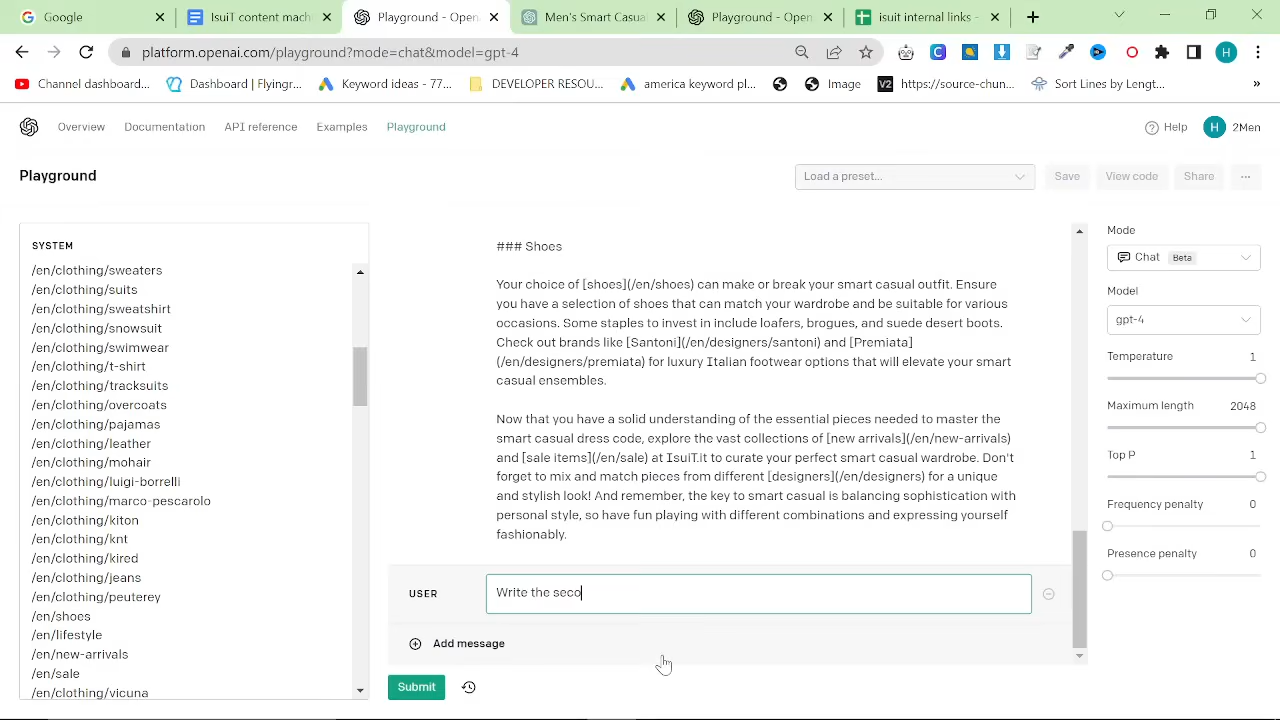 Google
IsuiT content mach
Playground - Open
Men's Smart Casua
Playground - Open
isuit internal links -
platform.openai.com/playground?mode=chat&model=gpt-4
Channel dashboard...
Dashboard | Flyingr...
Keyword ideas - 77...
DEVELOPER RESOU...
america keyword pl...
Image
V2
https://source-chun...
Sort Lines by Lengt...
»
Overview
Documentation
API reference
Examples
Playground
Help
H
2Men
Playground
Load a preset...
Save
View code
Share
...
SYSTEM
/en/clothing/sweaters
/en/clothing/suits
/en/clothing/sweatshirt
/en/clothing/snowsuit
/en/clothing/swimwear
/en/clothing/t-shirt
/en/clothing/tracksuits
/en/clothing/overcoats
/en/clothing/pajamas
/en/clothing/leather
/en/clothing/mohair
/en/clothing/luigi-borrelli
/en/clothing/marco-pescarolo
/en/clothing/kiton
/en/clothing/knt
/en/clothing/kired
/en/clothing/jeans
/en/clothing/peuterey
/en/shoes
/en/lifestyle
/en/new-arrivals
/en/sale
/en/clothing/vicuna
### Shoes
Your choice of [shoes](/en/shoes) can make or break your smart casual outfit. Ensure
you have a selection of shoes that can match your wardrobe and be suitable for various
occasions. Some staples to invest in include loafers, brogues, and suede desert boots.
Check out brands like [Santoni](/en/designers/santoni) and [Premiata]
(/en/designers/premiata) for luxury Italian footwear options that will elevate your smart
casual ensembles.
Now that you have a solid understanding of the essential pieces needed to master the
smart casual dress code, explore the vast collections of [new arrivals](/en/new-arrivals)
and [sale items](/en/sale) at IsuiT.it to curate your perfect smart casual wardrobe. Don't
forget to mix and match pieces from different [designers](/en/designers) for a unique
and stylish look! And remember, the key to smart casual is balancing sophistication with
personal style, so have fun playing with different combinations and expressing yourself
fashionably.
USER
Write the seco
Add message
Submit
Mode
Chat
Beta
Model
gpt-4
Temperature
1
Maximum length
2048
Top P
1
Frequency penalty
0
Presence penalty
0